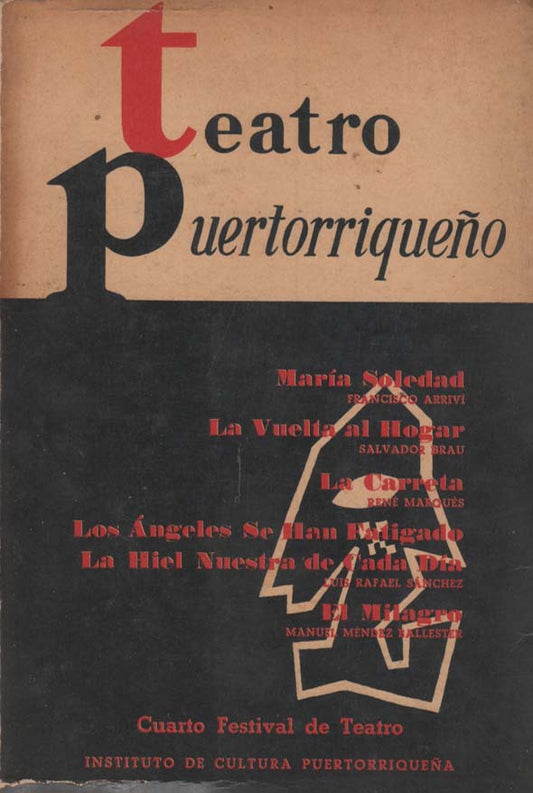 teatro
Puertorriqueño
María Soledad
FRANCISCO ARRIVÍ
La Vuelta al Hogar
SALVADOR BRAU
La Carreta
RENÉ MARQUÉS
Los Ángeles Se Han Fatigado
La Hiel Nuestra de Cada Día
LUIS RAFAEL SÁNCHEZ
El Milagro
MANUEL MÉNDEZ BALLESTER
Cuarto Festival de Teatro
INSTITUTO DE CULTURA PUERTORRIQUEÑA